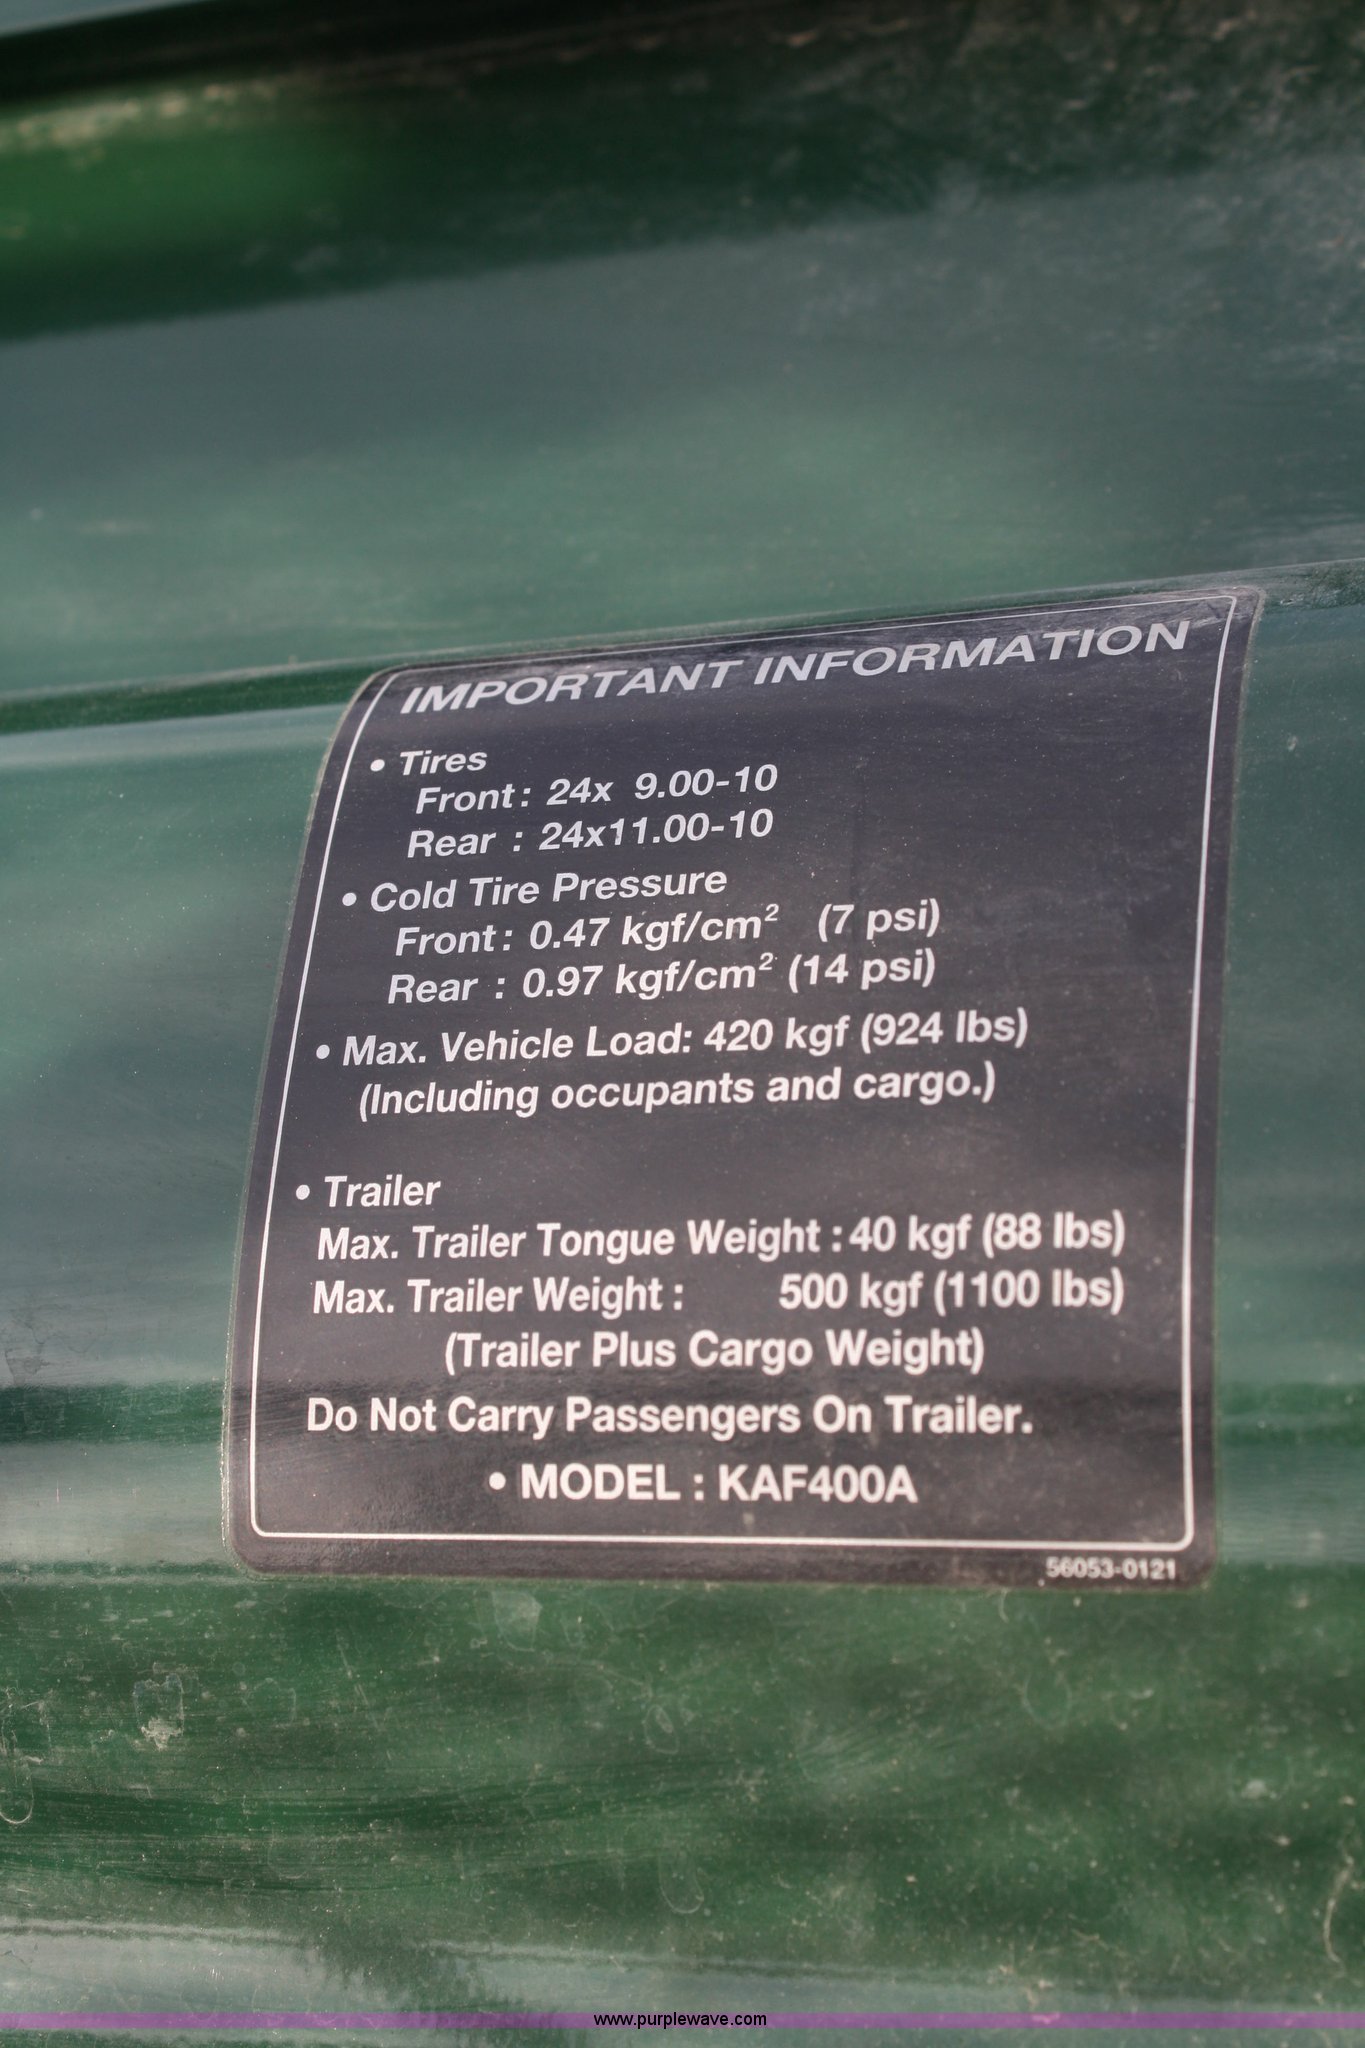 IMPORTANT INFORMATION
• Tires
Front: 24x 9.00-10
Rear : 24x11.00-10
• Cold Tire Pressure
Front: 0.47 kgf/cm² (7 psi)
Rear : 0.97 kgf/cm² (14 psi)
• Max. Vehicle Load: 420 kgf (924 lbs)
(Including occupants and cargo.)
• Trailer
Max. Trailer Tongue Weight : 40 kgf (88 lbs)
Max. Trailer Weight : 500 kgf (1100 lbs)
(Trailer Plus Cargo Weight)
Do Not Carry Passengers On Trailer.
• MODEL : KAF400A
56053-0121
www.purplewave.com